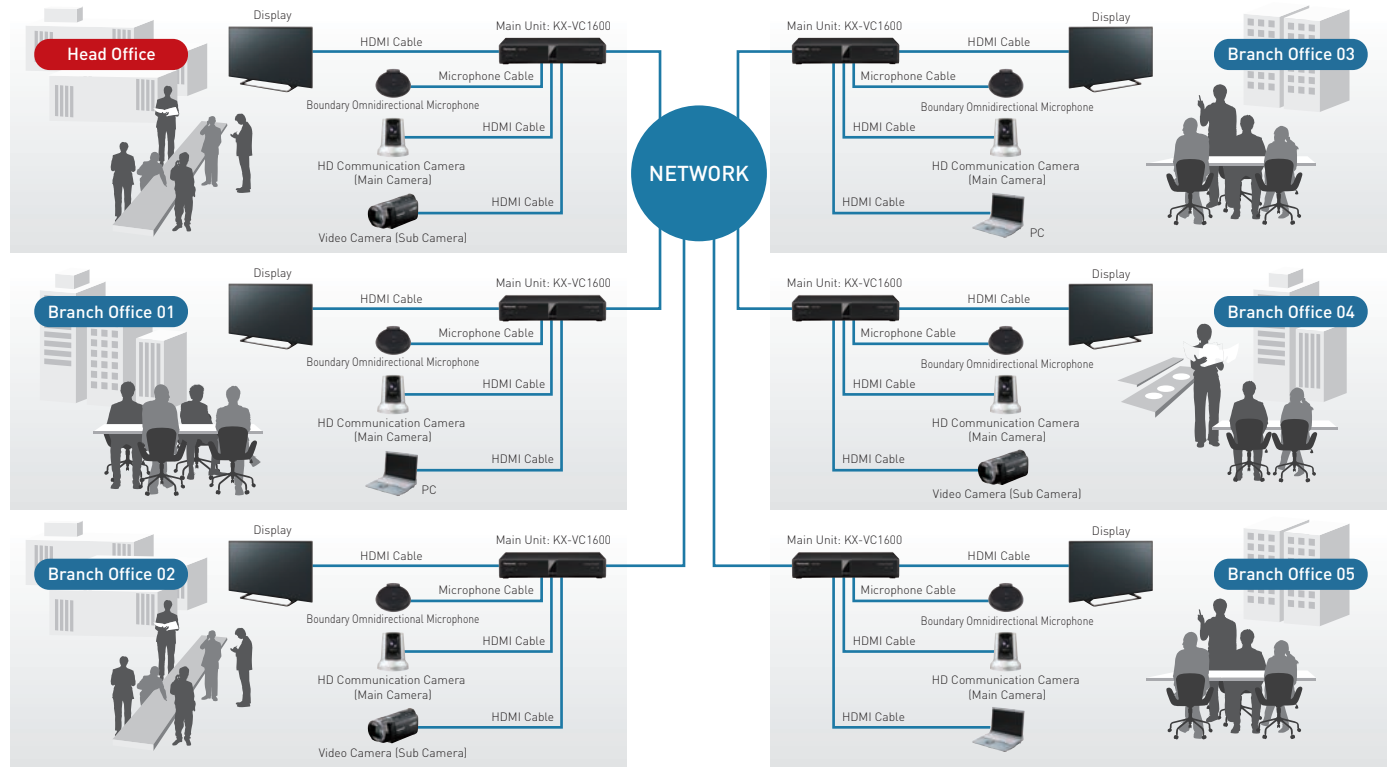 Head Office
Display
HDMI Cable
Main Unit: KX-VC1600
Microphone Cable
Boundary Omnidirectional Microphone
HDMI Cable
HD Communication Camera
(Main Camera)
HDMI Cable
Video Camera (Sub Camera)
Main Unit: KX-VC1600
HDMI Cable
Display
Branch Office 03
Microphone Cable
Boundary Omnidirectional Microphone
HDMI Cable
HD Communication Camera
(Main Camera)
HDMI Cable
PC
NETWORK
Branch Office 01
Display
HDMI Cable
Main Unit: KX-VC1600
Microphone Cable
Boundary Omnidirectional Microphone
HDMI Cable
HD Communication Camera
(Main Camera)
HDMI Cable
PC
Main Unit: KX-VC1600
HDMI Cable
Display
Branch Office 04
Microphone Cable
Boundary Omnidirectional Microphone
HDMI Cable
HD Communication Camera
(Main Camera)
HDMI Cable
Video Camera (Sub Camera)
Branch Office 02
Display
HDMI Cable
Main Unit: KX-VC1600
Microphone Cable
Boundary Omnidirectional Microphone
HDMI Cable
HD Communication Camera
(Main Camera)
HDMI Cable
Video Camera (Sub Camera)
Main Unit: KX-VC1600
HDMI Cable
Display
Branch Office 05
Microphone Cable
Boundary Omnidirectional Microphone
HDMI Cable
HD Communication Camera
(Main Camera)
HDMI Cable